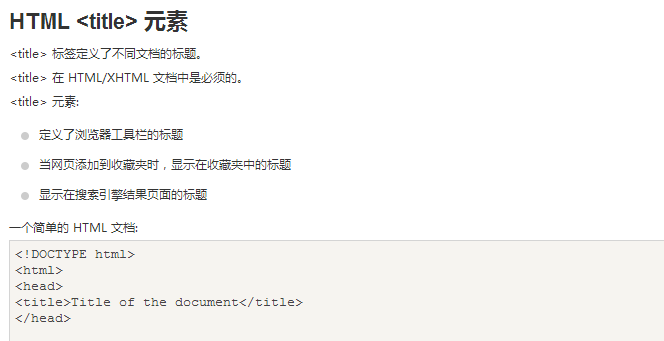 HTML <title> 元素
<title> 标签定义了不同文档的标题。
<title> 在 HTML/XHTML 文档中是必须的。
<title> 元素:
定义了浏览器工具栏的标题
当网页添加到收藏夹时，显示在收藏夹中的标题
显示在搜索引擎结果页面的标题
一个简单的 HTML 文档:
<!DOCTYPE html>
<html>
<head>
<title>Title of the document</title>
</head>